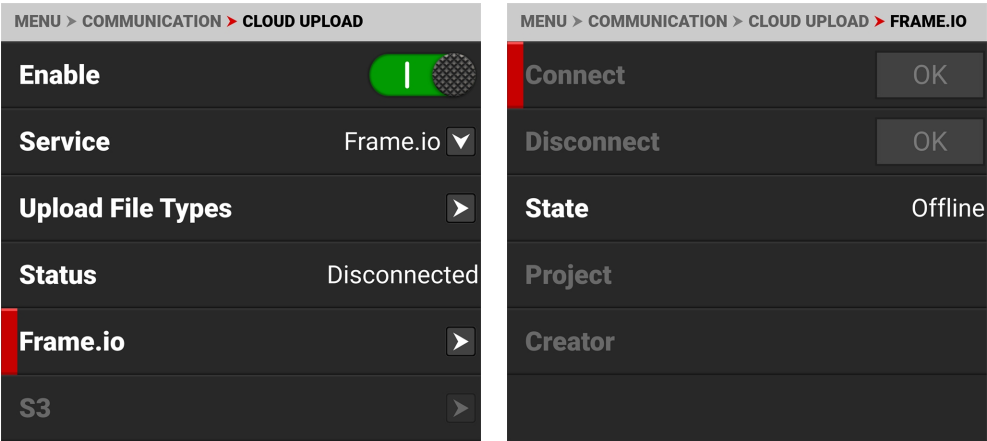 MENU > COMMUNICATION > CLOUD UPLOAD
Enable
Service Frame.io
Upload File Types
Status Disconnected
Frame.io
S3
MENU > COMMUNICATION > CLOUD UPLOAD > FRAME.IO
Connect OK
Disconnect OK
State Offline
Project
Creator